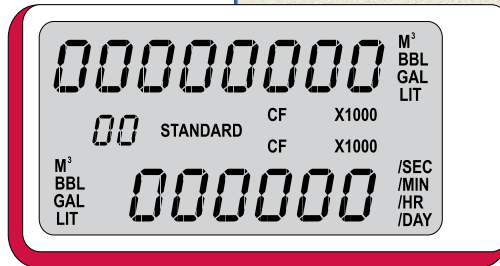 00000000 M³
BBL
GAL
LIT
00 STANDARD CF X1000
CF X1000
M³
BBL
GAL
LIT
000000 /SEC
/MIN
/HR
/DAY